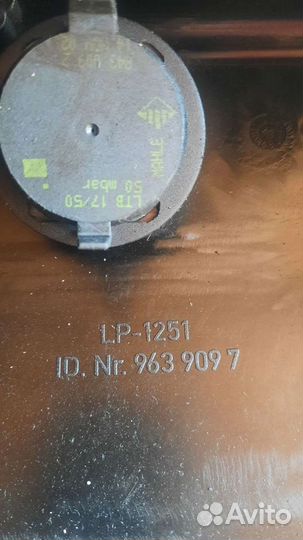 MAHLE
LTB 17/50
50 mbar
LP-1251
ID. Nr. 963 909 7
Avito